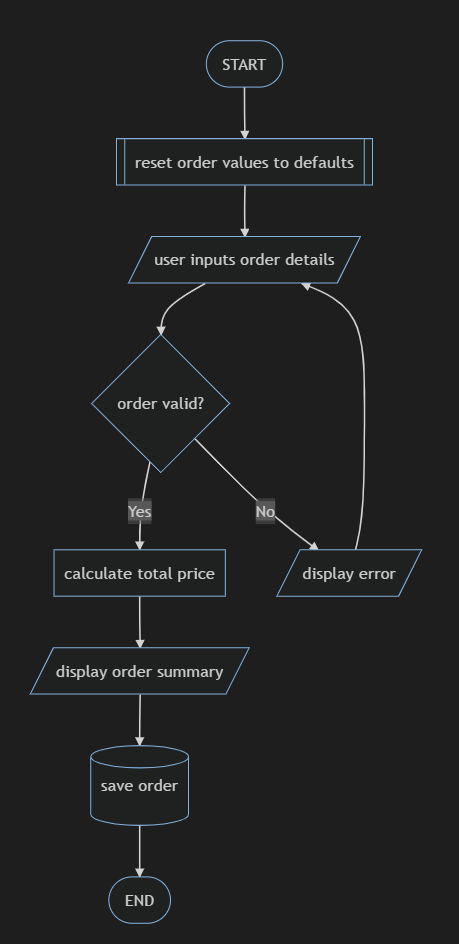 START
reset order values to defaults
user inputs order details
order valid?
Yes
No
calculate total price
display error
display order summary
save order
END